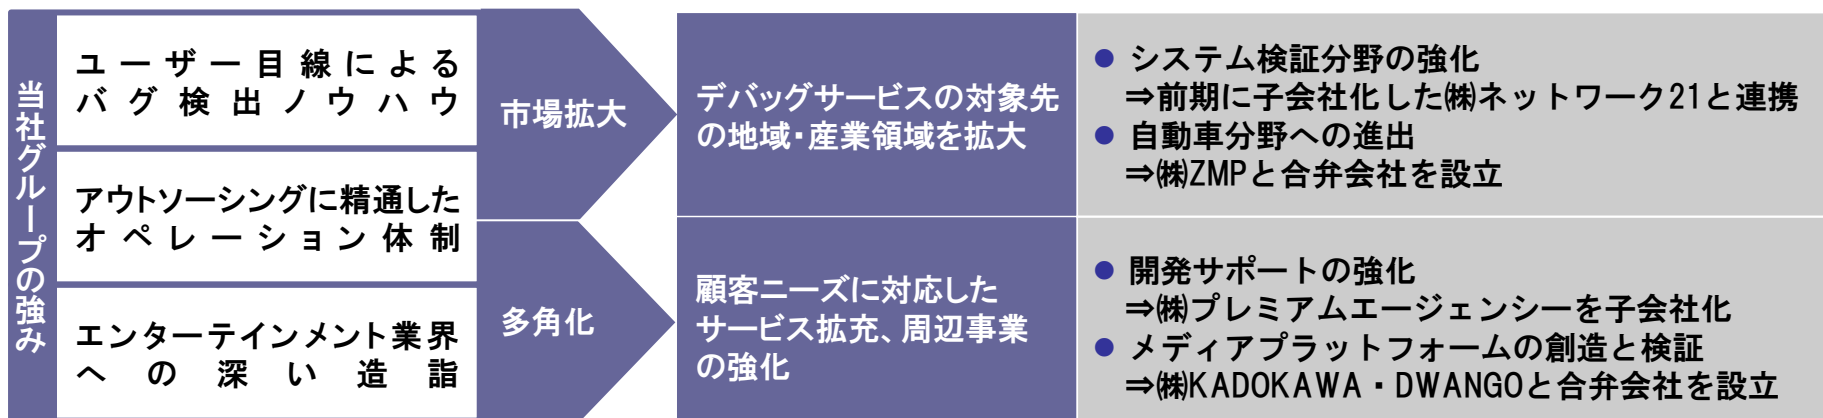 当社グループの強み
ユーザー目線による
バグ検出ノウハウ
アウトソーシングに精通した
オペレーション体制
エンターテインメント業界
への深い造詣
市場拡大
デバッグサービスの対象先
の地域・産業領域を拡大
● システム検証分野の強化
⇒前期に子会社化した㈱ネットワーク21と連携
● 自動車分野への進出
⇒㈱ZMPと合弁会社を設立
多角化
顧客ニーズに対応した
サービス拡充、周辺事業
の強化
● 開発サポートの強化
⇒㈱プレミアムエージェンシーを子会社化
● メディアプラットフォームの創造と検証
⇒㈱KADOKAWA・DWANGOと合弁会社を設立